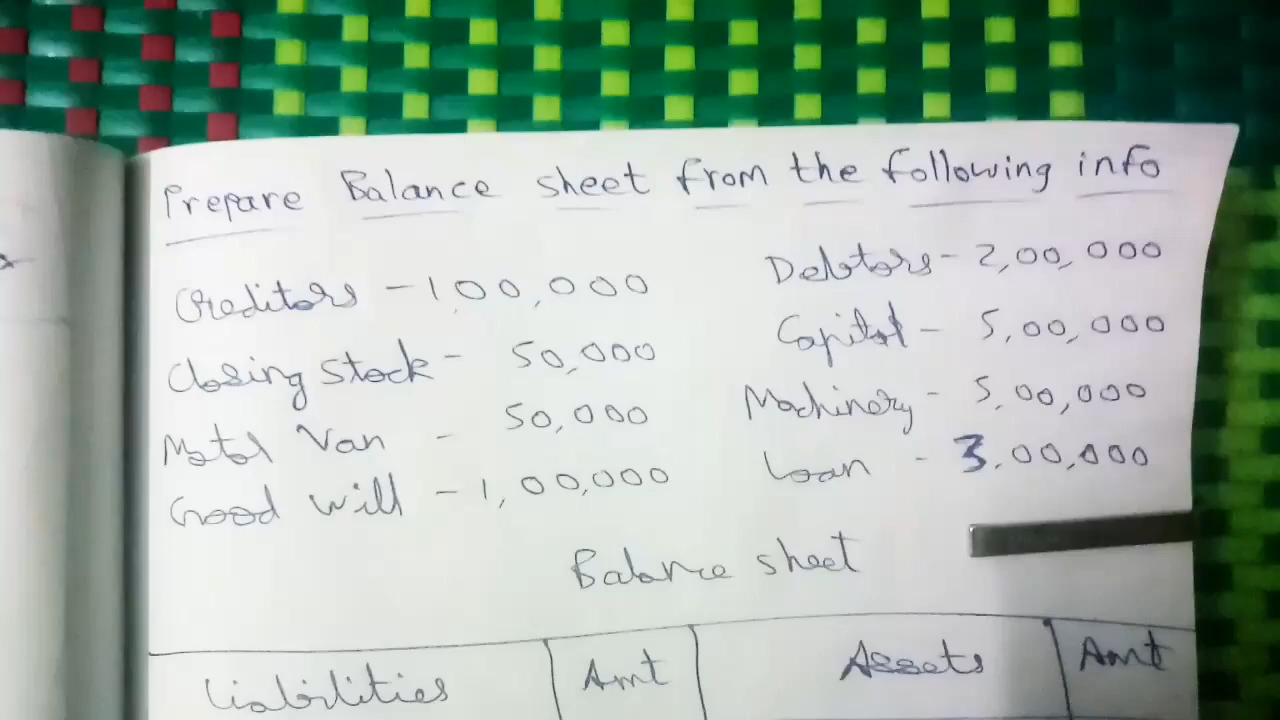 Prepare Balance sheet from the following info
Creditors - 1,00,000 Debtors - 2,00,000
Closing stock - 50,000 Capital - 5,00,000
Motor Van - 50,000 Machinery - 5,00,000
Good will - 1,00,000 Loan - 3,00,000
Balance sheet
Liabilities Amt Assets Amt